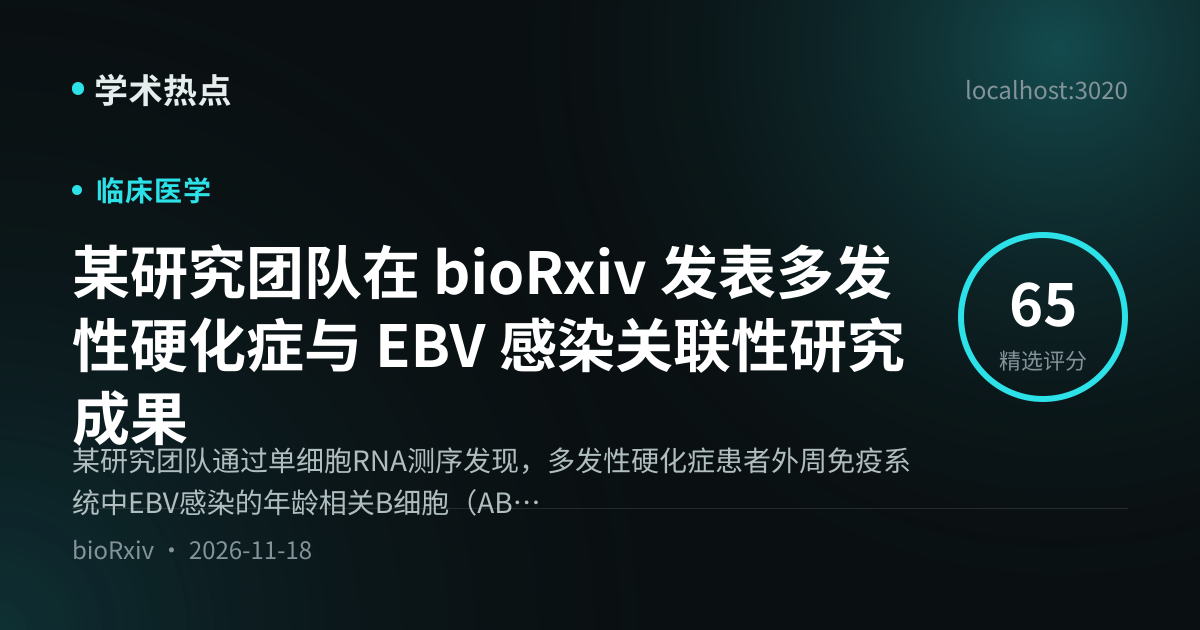 学术热点
localhost:3020
临床医学
某研究团队在 bioRxiv 发表多发
性硬化症与 EBV 感染关联性研究
成果
65
精选评分
某研究团队通过单细胞RNA测序发现，多发性硬化症患者外周免疫系
统中EBV感染的年龄相关B细胞（AB…
bioRxiv · 2026-11-18